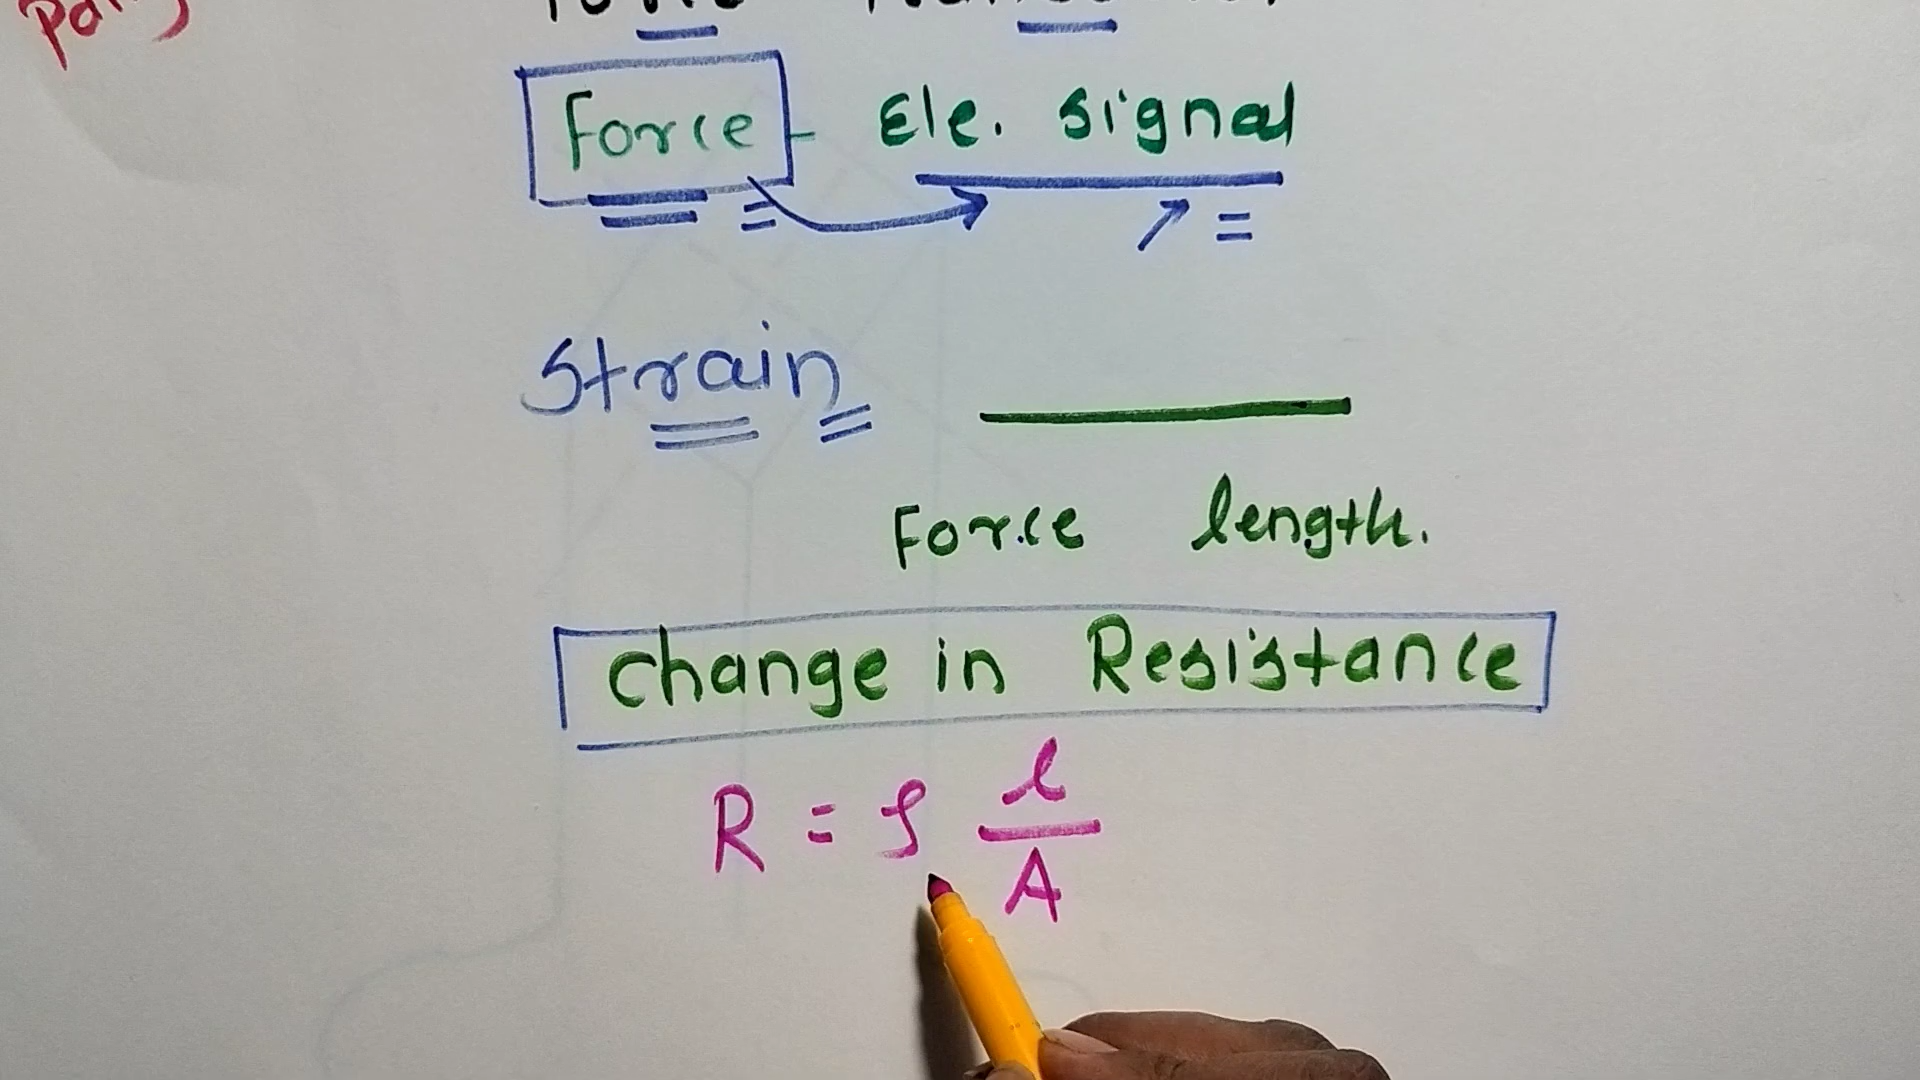 Force - Ele. signal
Strain
Force length.
Change in Resistance
R = ρ l / A